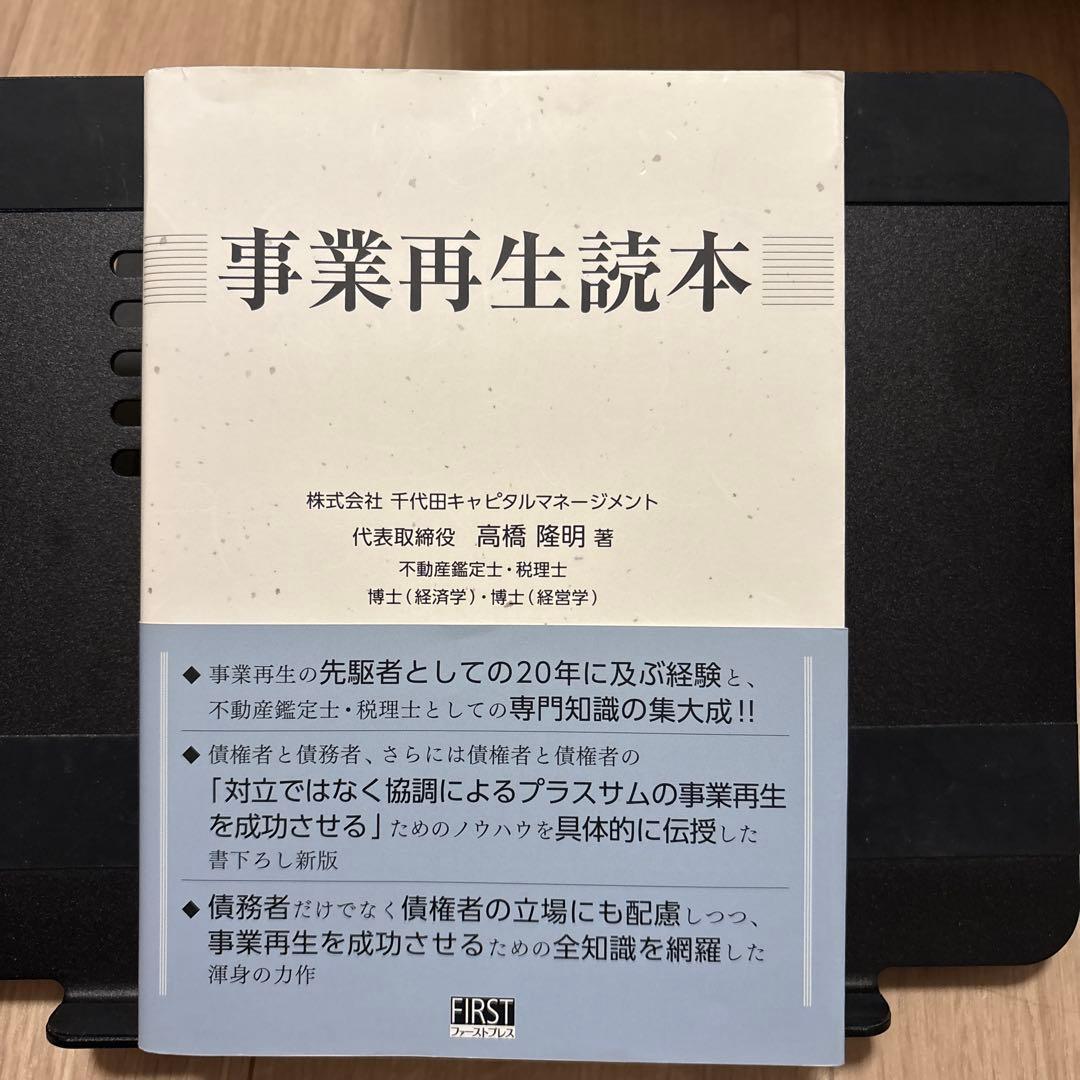 事業再生読本
株式会社 千代田キャピタルマネージメント
代表取締役 高橋 隆明 著
不動産鑑定士・税理士
博士(経済学)・博士(経営学)
◆ 事業再生の先駆者としての20年に及ぶ経験と、
不動産鑑定士・税理士としての専門知識の集大成!!
◆ 債権者と債務者、さらには債権者と債権者の
「対立ではなく協調によるプラスサムの事業再生
を成功させる」ためのノウハウを具体的に伝授した
書下ろし新版
◆ 債務者だけでなく債権者の立場にも配慮しつつ、
事業再生を成功させるための全知識を網羅した
渾身の力作
FIRST
ファーストプレス